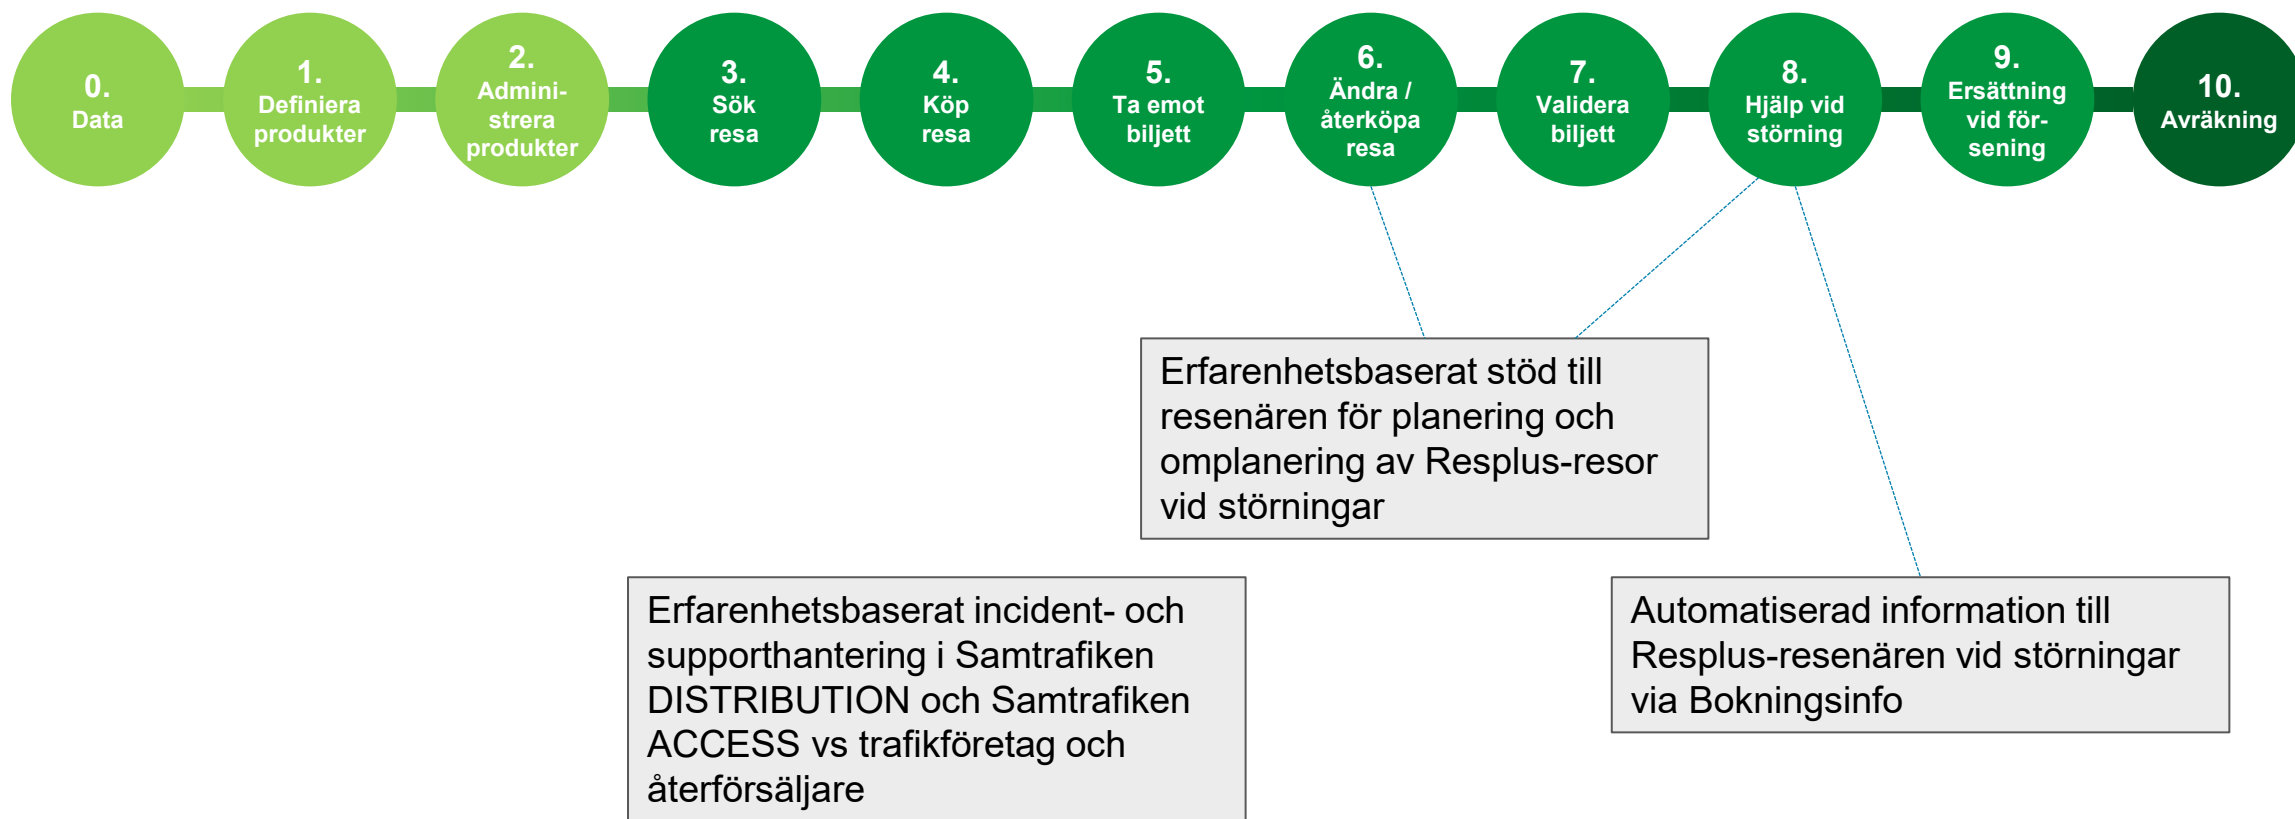 0.
Data
1.
Definiera
produkter
2.
Admini-
strera
produkter
3.
Sök
resa
4.
Köp
resa
5.
Ta emot
biljett
6.
Ändra /
återköpa
resa
7.
Validera
biljett
8.
Hjälp vid
störning
9.
Ersättning
vid för-
sening
10.
Avräkning
Erfarenhetsbaserat stöd till
resenären för planering och
omplanering av Resplus-resor
vid störningar
Erfarenhetsbaserat incident- och
supporthantering i Samtrafiken
DISTRIBUTION och Samtrafiken
ACCESS vs trafikföretag och
återförsäljare
Automatiserad information till
Resplus-resenären vid störningar
via Bokningsinfo